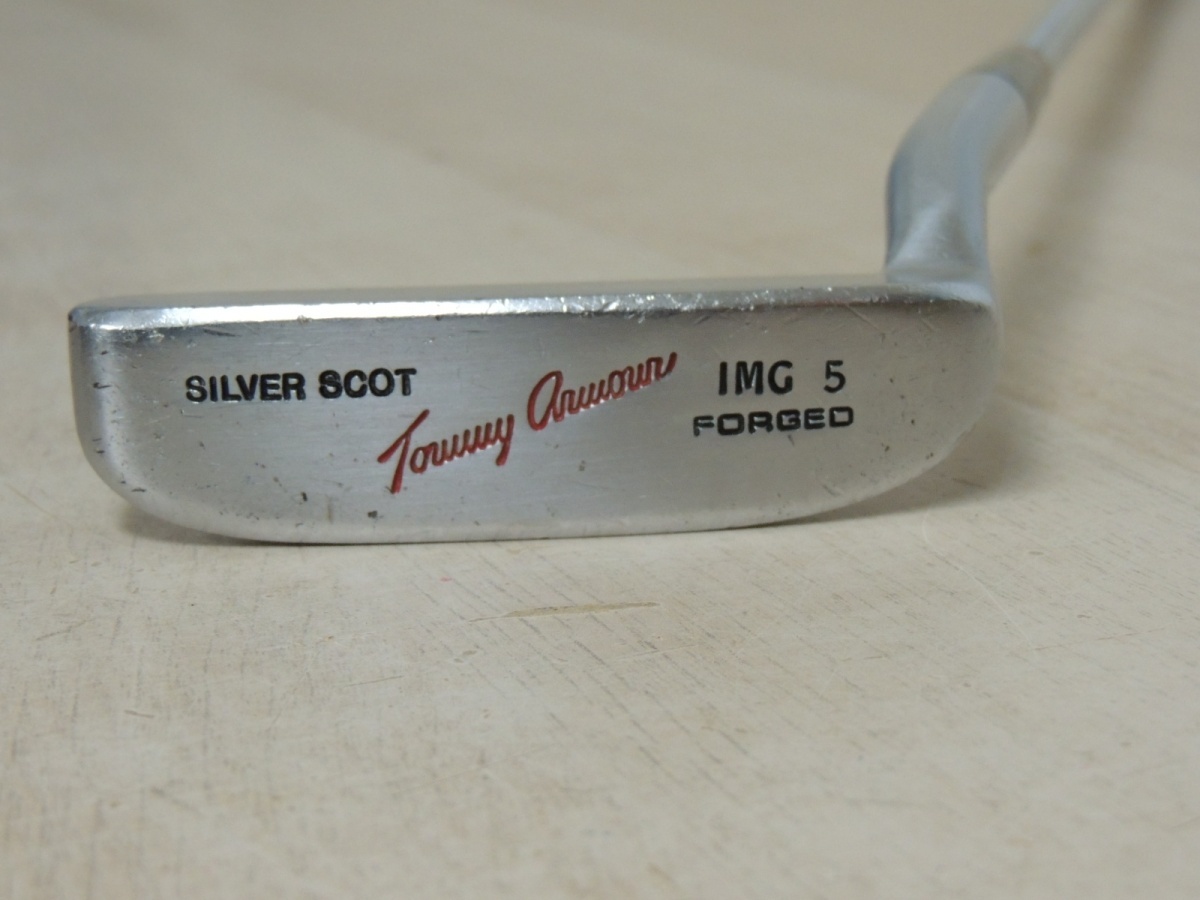 SILVER SCOT
Tommy Armour
IMG 5
FORGED